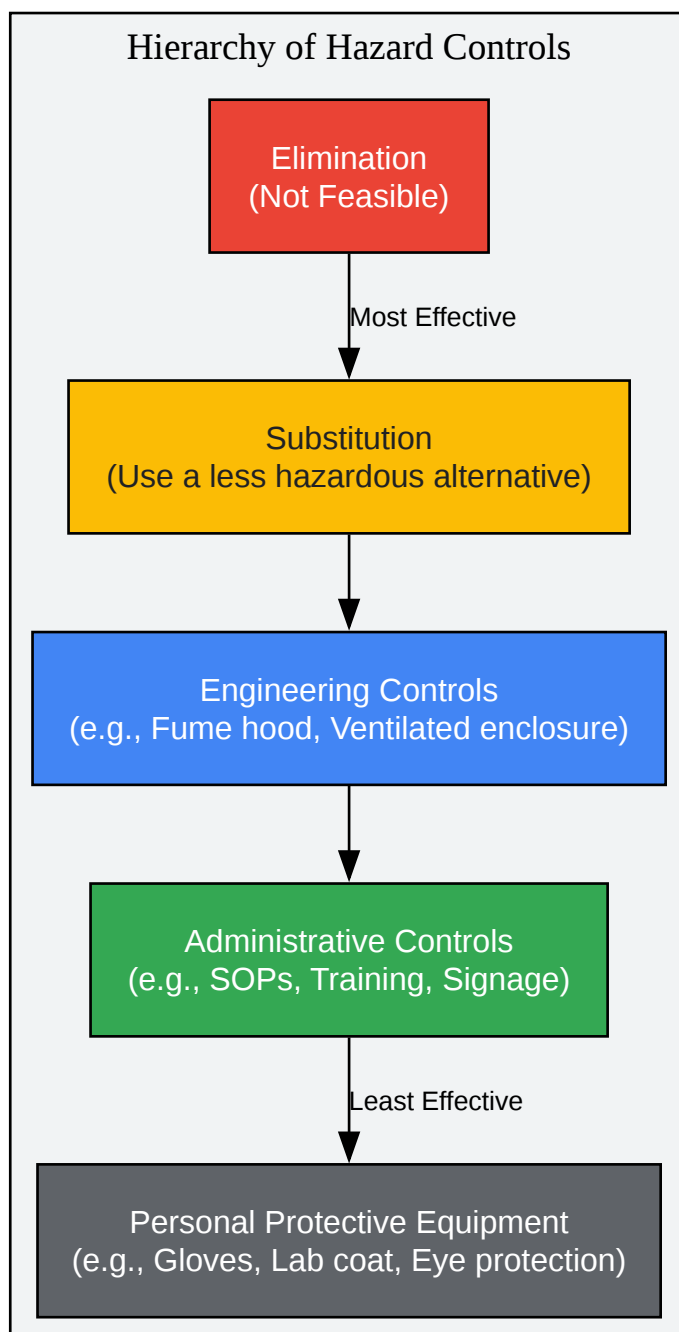 Hierarchy of Hazard Controls
Elimination
(Not Feasible)
Most Effective
Substitution
(Use a less hazardous alternative)
Engineering Controls
(e.g., Fume hood, Ventilated enclosure)
Administrative Controls
(e.g., SOPs, Training, Signage)
Least Effective
Personal Protective Equipment
(e.g., Gloves, Lab coat, Eye protection)